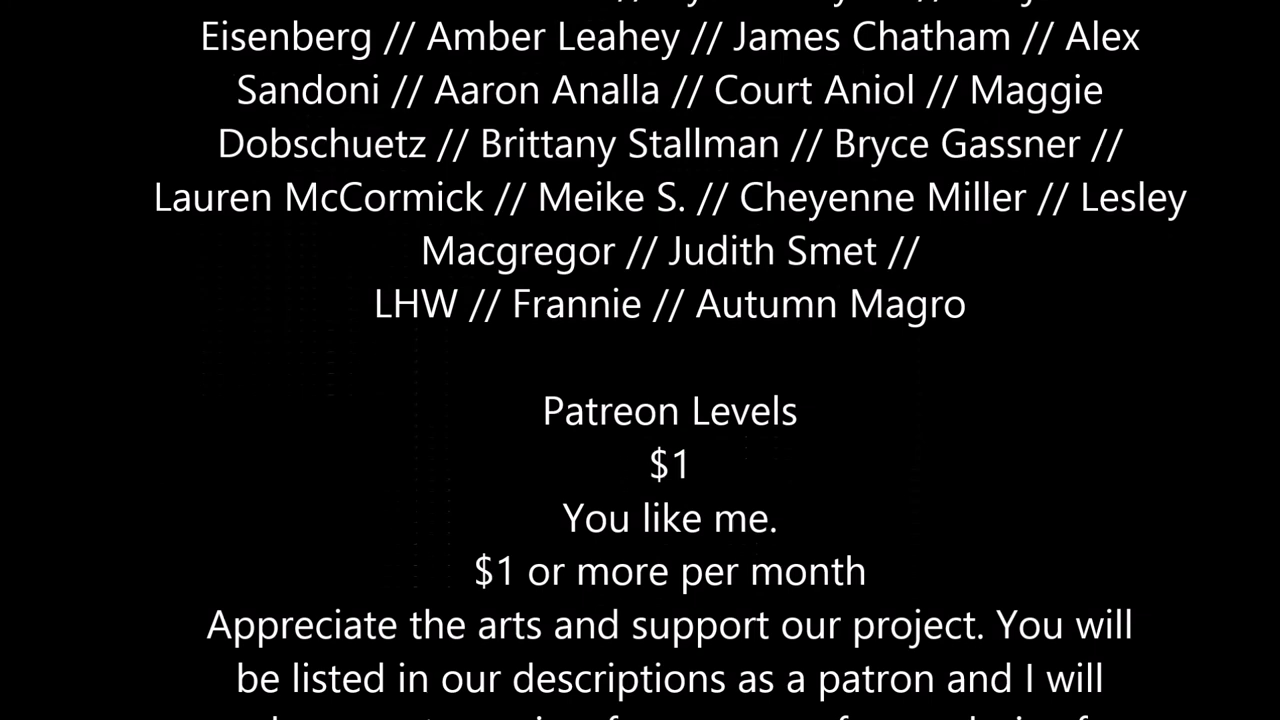 Eisenberg // Amber Leahey // James Chatham // Alex
Sandoni // Aaron Analla // Court Aniol // Maggie
Dobschuetz // Brittany Stallman // Bryce Gassner //
Lauren McCormick // Meike S. // Cheyenne Miller // Lesley
Macgregor // Judith Smet //
LHW // Frannie // Autumn Magro
Patreon Levels
$1
You like me.
$1 or more per month
Appreciate the arts and support our project. You will
be listed in our descriptions as a patron and I will